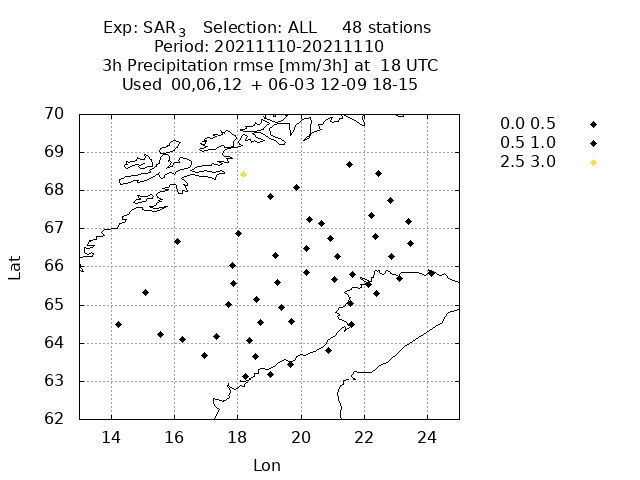 Exp: SAR₃ Selection: ALL 48 stations
Period: 20211110-20211110
3h Precipitation rmse [mm/3h] at 18 UTC
Used 00,06,12 + 06-03 12-09 18-15
0.0 0.5
0.5 1.0
2.5 3.0
70
69
68
67
66
65
64
63
62
Lat
14 16 18 20 22 24
Lon